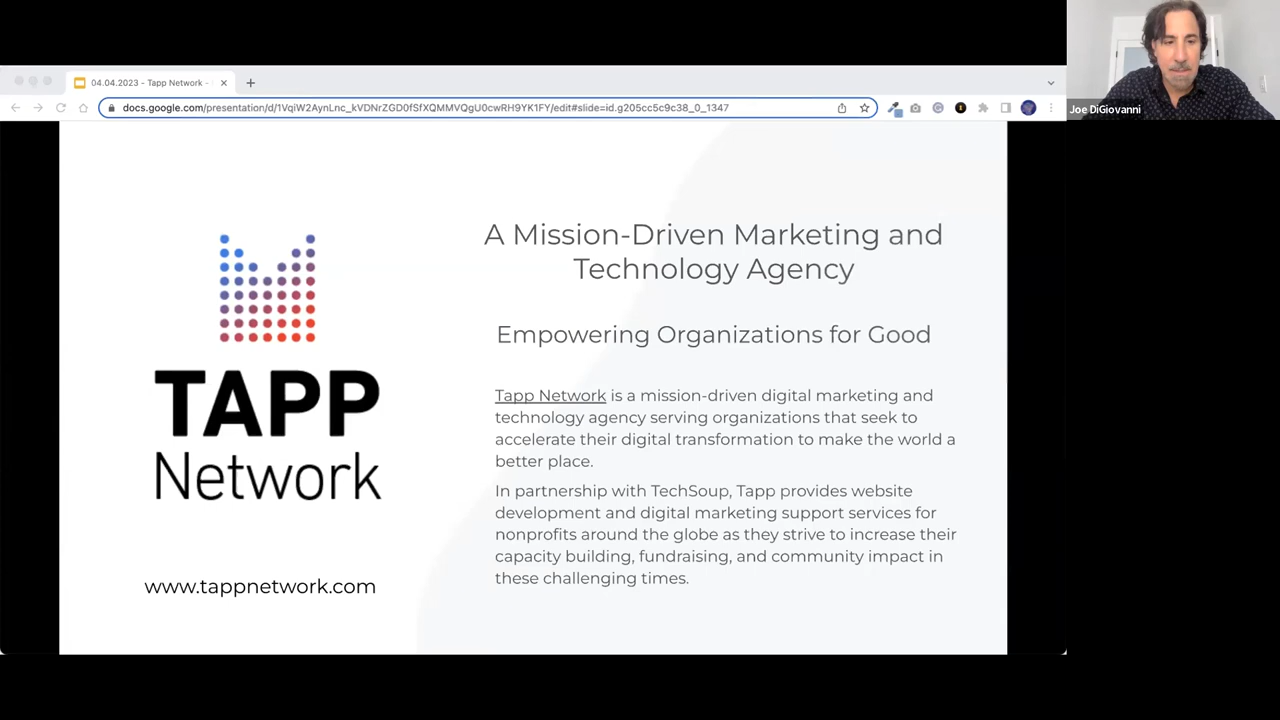 04.04.2023 - Tapp Network -
docs.google.com/presentation/d/1VqiW2AynLnc_kVDNrZGD0fSfXQMMVQgU0cwRH9YK1FY/edit#slide=id.g205cc5c9c38_0_1347
Joe DiGiovanni
A Mission-Driven Marketing and
Technology Agency
Empowering Organizations for Good
TAPP
Network
www.tappnetwork.com
Tapp Network is a mission-driven digital marketing and
technology agency serving organizations that seek to
accelerate their digital transformation to make the world a
better place.
In partnership with TechSoup, Tapp provides website
development and digital marketing support services for
nonprofits around the globe as they strive to increase their
capacity building, fundraising, and community impact in
these challenging times.